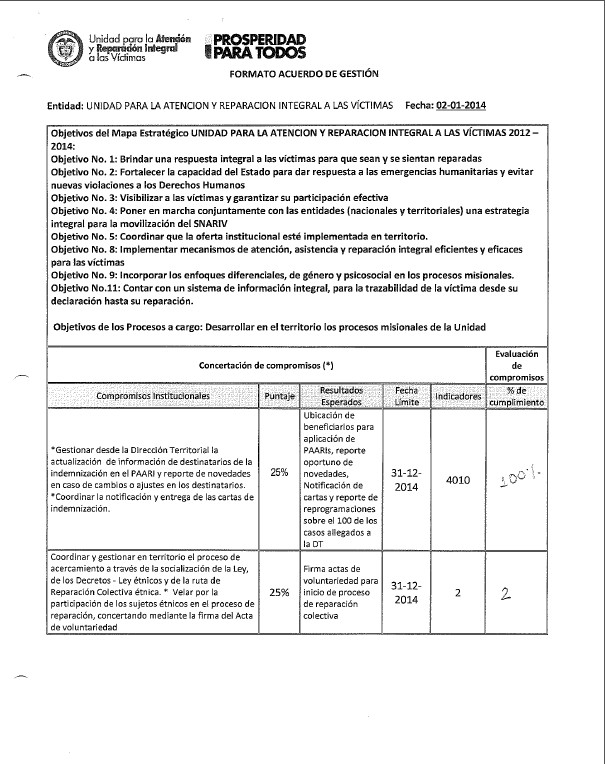 Unidad para la Atención
y Reparación Integral
a las Víctimas
PROSPERIDAD
PARA TODOS
FORMATO ACUERDO DE GESTIÓN
Entidad: UNIDAD PARA LA ATENCION Y REPARACION INTEGRAL A LAS VICTIMAS Fecha: 02-01-2014
Objetivos del Mapa Estratégico UNIDAD PARA LA ATENCION Y REPARACION INTEGRAL A LAS VÍCTIMAS 2012 –
2014:
Objetivo No. 1: Brindar una respuesta integral a las víctimas para que sean y se sientan reparadas
Objetivo No. 2: Fortalecer la capacidad del Estado para dar respuesta a las emergencias humanitarias y evitar
nuevas violaciones a los Derechos Humanos
Objetivo No. 3: Visibilizar a las víctimas y garantizar su participación efectiva
Objetivo No. 4: Poner en marcha conjuntamente con las entidades (nacionales y territoriales) una estrategia
integral para la movilización del SNARIV
Objetivo No. 5: Coordinar que la oferta institucional esté implementada en territorio.
Objetivo No. 8: Implementar mecanismos de atención, asistencia y reparación integral eficientes y eficaces
para las víctimas
Objetivo No. 9: Incorporar los enfoques diferenciales, de género y psicosocial en los procesos misionales.
Objetivo No.11: Contar con un sistema de información integral, para la trazabilidad de la víctima desde su
declaración hasta su reparación.
Objetivos de los Procesos a cargo: Desarrollar en el territorio los procesos misionales de la Unidad
Concertación de compromisos (*)
Evaluación
de
compromisos
Compromisos Institucionales
Puntaje
Resultados
Esperados
Fecha
Límite
Indicadores
% de
cumplimiento
*Gestionar desde la Dirección Territorial la
actualización de información de destinatarios de la
indemnización en el PAARI y reporte de novedades
en caso de cambios o ajustes en los destinatarios.
*Coordinar la notificación y entrega de las cartas de
indemnización.
25%
Ubicación de
beneficiarios para
aplicación de
PAARIs, reporte
oportuno de
novedades,
Notificación de
cartas y reporte de
reprogramaciones
sobre el 100 de los
casos allegados a
la DT
31-12-
2014
4010
100%
Coordinar y gestionar en territorio el proceso de
acercamiento a través de la socialización de la Ley,
de los Decretos - Ley étnicos y de la ruta de
Reparación Colectiva étnica. * Velar por la
participación de los sujetos étnicos en el proceso de
reparación, concertando mediante la firma del Acta
de voluntariedad
25%
Firma actas de
voluntariedad para
inicio de proceso
de reparación
colectiva
31-12-
2014
2
2